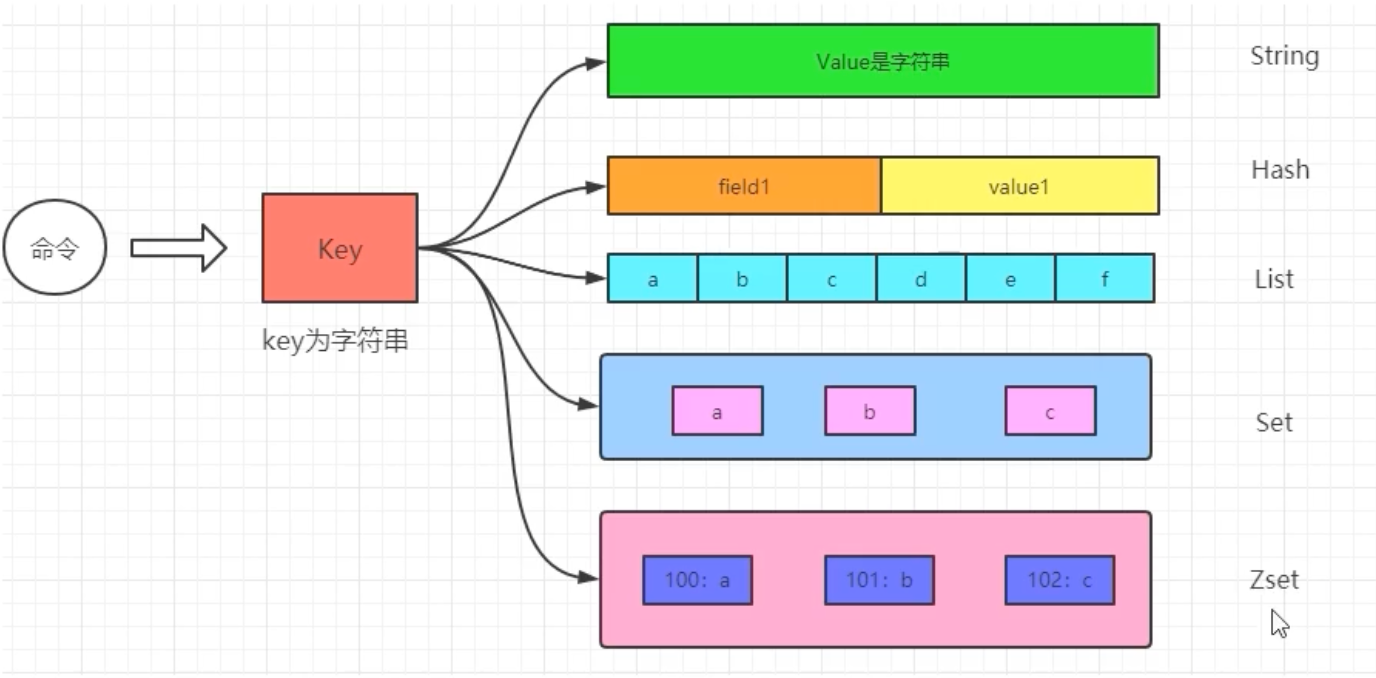 Value是字符串
String
field1
value1
Hash
命令
Key
key为字符串
a
b
c
d
e
f
List
a
b
c
Set
100: a
101: b
102: c
Zset